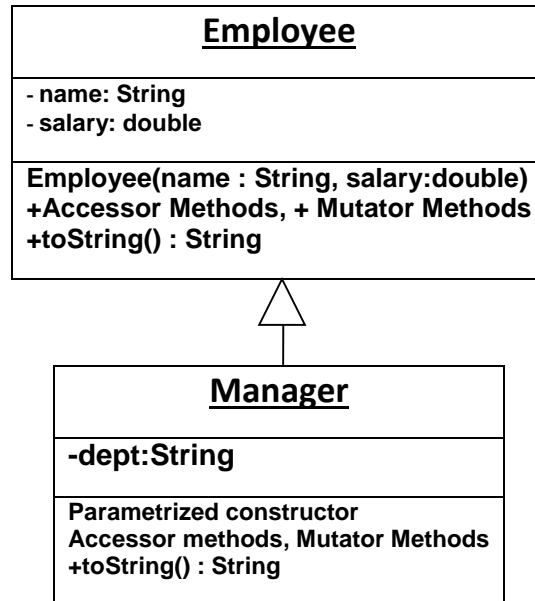 Employee
- name: String
- salary: double
Employee(name : String, salary:double)
+Accessor Methods, + Mutator Methods
+toString() : String
Manager
-dept:String
Parametrized constructor
Accessor methods, Mutator Methods
+toString() : String